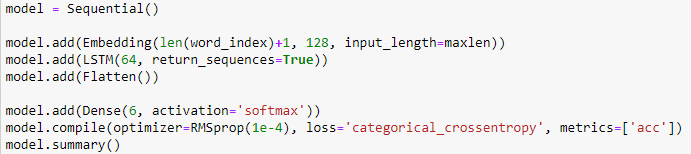 model = Sequential()
model.add(Embedding(len(word_index)+1, 128, input_length=maxlen))
model.add(LSTM(64, return_sequences=True))
model.add(Flatten())
model.add(Dense(6, activation='softmax'))
model.compile(optimizer=RMSprop(1e-4), loss='categorical_crossentropy', metrics=['acc'])
model.summary()